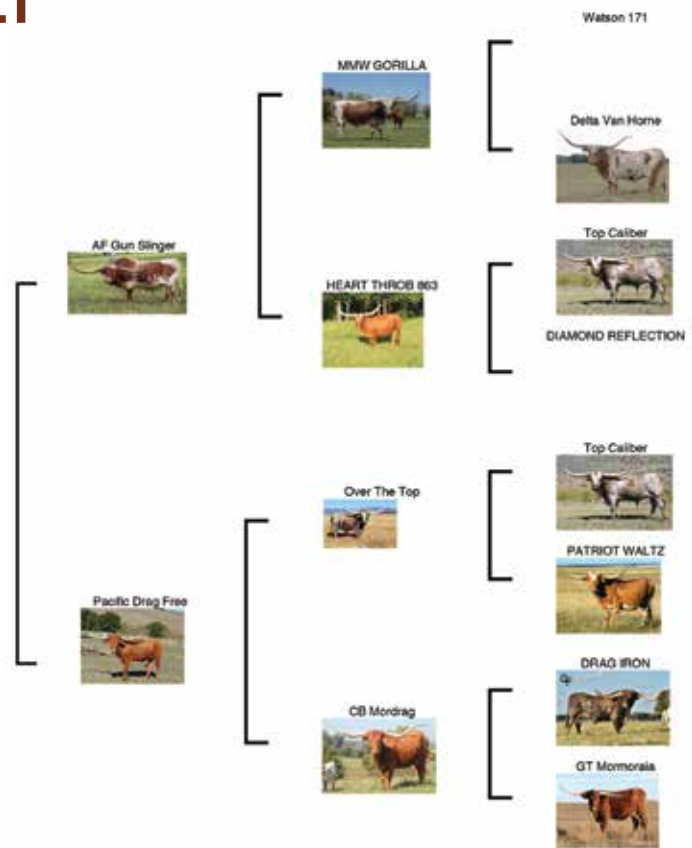 Watson 171
MMW GORILLA
Delta Van Horne
AF Gun Slinger
Top Caliber
HEART THROB 863
DIAMOND REFLECTION
Top Caliber
Over The Top
PATRIOT WALTZ
Pacific Drag Free
DRAG IRON
CB Mordrag
GT Mormoraia